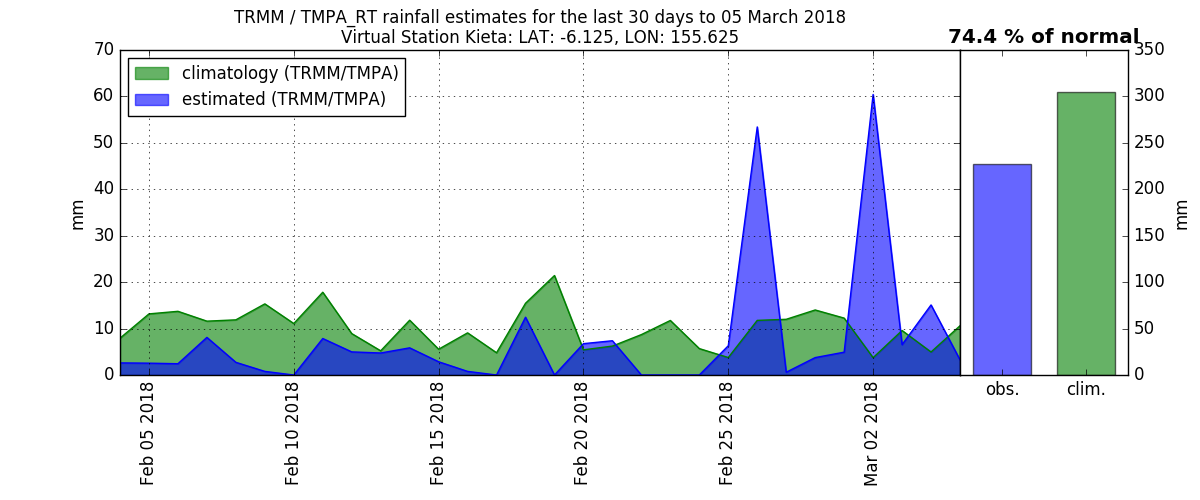 TRMM / TMPA_RT rainfall estimates for the last 30 days to 05 March 2018
Virtual Station Kieta: LAT: -6.125, LON: 155.625
74.4 % of normal
climatology (TRMM/TMPA)
estimated (TRMM/TMPA)
mm
70
60
50
40
30
20
10
0
Feb 05 2018
Feb 10 2018
Feb 15 2018
Feb 20 2018
Feb 25 2018
Mar 02 2018
obs.
clim.
350
300
250
200
150
100
50
0
mm